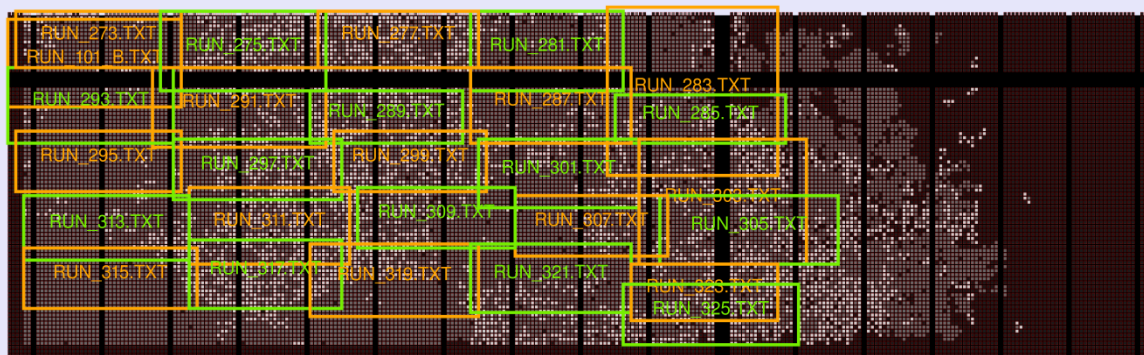 RUN_273.TXT
RUN_101_B.TXT
RUN_275.TXT
RUN_277.TXT
RUN_281.TXT
RUN_283.TXT
RUN_293.TXT
RUN_291.TXT
RUN_289.TXT
RUN_287.TXT
RUN_285.TXT
RUN_295.TXT
RUN_297.TXT
RUN_299.TXT
RUN_301.TXT
RUN_303.TXT
RUN_313.TXT
RUN_311.TXT
RUN_309.TXT
RUN_307.TXT
RUN_305.TXT
RUN_315.TXT
RUN_317.TXT
RUN_319.TXT
RUN_321.TXT
RUN_323.TXT
RUN_325.TXT